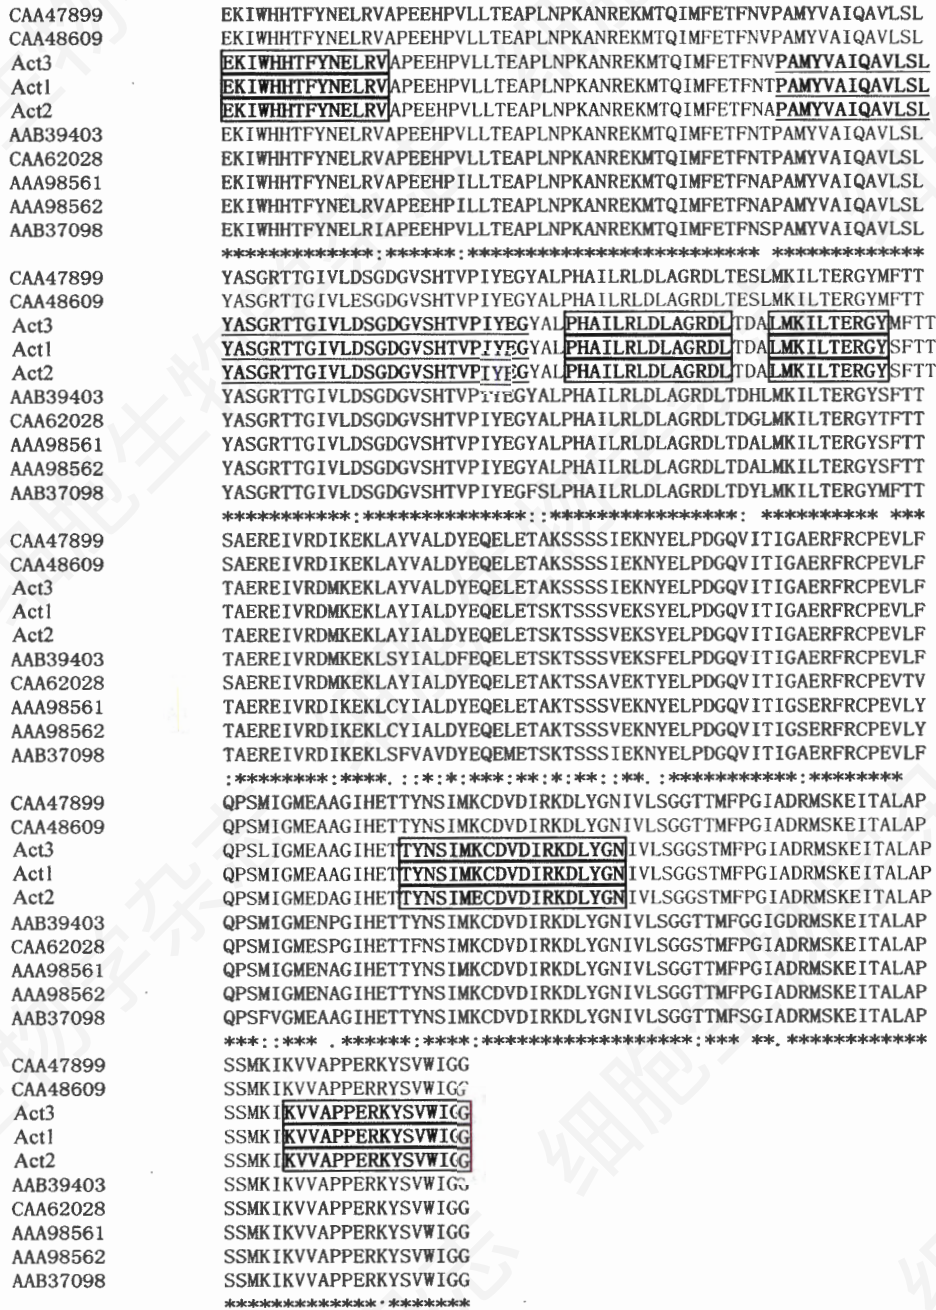 CAA47899 EKIWHHTFYNELRVAPEEHPVLLTEAPLNPKANREKMTQIMFETFNVPAMYVAIQAVLSL
CAA48609 EKIWHHTFYNELRVAPEEHPVLLTEAPLNPKANREKMTQIMFETFNVPAMYVAIQAVLSL
Act3 EKIWHHTFYNELRVAPEEHPVLLTEAPLNPKANREKMTQIMFETFNVPAMYVAIQAVLSL
Act1 EKIWHHTFYNELRVAPEEHPVLLTEAPLNPKANREKMTQIMFETFNTPAMYVAIQAVLSL
Act2 EKIWHHTFYNELRVAPEEHPVLLTEAPLNPKANREKMTQIMFETFNAPAMYVAIQAVLSL
AAB39403 EKIWHHTFYNELRVAPEEHPVLLTEAPLNPKANREKMTQIMFETFNTPAMYVAIQAVLSL
CAA62028 EKIWHHTFYNELRVAPEEHPVLLTEAPLNPKANREKMTQIMFETFNTPAMYVAIQAVLSL
AAA98561 EKIWHHTFYNELRVAPEEHPILLTEAPLNPKANREKMTQIMFETFNAPAMYVAIQAVLSL
AAA98562 EKIWHHTFYNELRVAPEEHPILLTEAPLNPKANREKMTQIMFETFNAPAMYVAIQAVLSL
AAB37098 EKIWHHTFYNELRIAPEEHPVLLTEAPLNPKANREKMTQIMFETFNSPAMYVAIQAVLSL
*************:******:************************* *************
CAA47899 YASGRTTGIVLDSGDGVSHTVPIYEGYALPHAILRLDLAGRDLTESLMKILTERGYMFTT
CAA48609 YASGRTTGIVLESGDGVSHTVPIYEGYALPHAILRLDLAGRDLTESLMKILTERGYMFTT
Act3 YASGRTTGIVLDSGDGVSHTVPIYEGYALPHAILRLDLAGRDLTDALMKILTERGYMFTT
Act1 YASGRTTGIVLDSGDGVSHTVPIYEGYALPHAILRLDLAGRDLTDALMKILTERGYSFTT
Act2 YASGRTTGIVLDSGDGVSHTVPIYEGYALPHAILRLDLAGRDLTDALMKILTERGYSFTT
AAB39403 YASGRTTGIVLDSGDGVSHTVPIYEGYALPHAILRLDLAGRDLTDHLMKILTERGYSFTT
CAA62028 YASGRTTGIVLDSGDGVSHTVPIYEGYALPHAILRLDLAGRDLTDGLMKILTERGYTFTT
AAA98561 YASGRTTGIVLDSGDGVSHTVPIYEGYALPHAILRLDLAGRDLTDALMKILTERGYSFTT
AAA98562 YASGRTTGIVLDSGDGVSHTVPIYEGYALPHAILRLDLAGRDLTDALMKILTERGYSFTT
AAB37098 YASGRTTGIVLDSGDGVSHTVPIYEGFSLPHAILRLDLAGRDLTDYLMKILTERGYMFTT
***********:**************::****************: ********** ***
CAA47899 SAEREIVRDIKEKLAYVALDYEQELETAKSSSSIEKNYELPDGQVITIGAERFRCPEVLF
CAA48609 SAEREIVRDIKEKLAYVALDYEQELETAKSSSSIEKNYELPDGQVITIGAERFRCPEVLF
Act3 TAEREIVRDMKEKLAYVALDYEQELETAKSSSSIEKNYELPDGQVITIGAERFRCPEVLF
Act1 TAEREIVRDMKEKLAYIALDYEQELETSKTSSSVEKSYELPDGQVITIGAERFRCPEVLF
Act2 TAEREIVRDMKEKLAYIALDYEQELETSKTSSSVEKNYELPDGQVITIGAERFRCPEVLF
AAB39403 TAEREIVRDMKEKLSYIALDFEQELETSKTSSSVEKSFELPDGQVITIGAERFRCPEVLF
CAA62028 SAEREIVRDMKEKLAYIALDYEQELETAKTSSAVEKTYELPDGQVITIGAERFRCPEVTV
AAA98561 TAEREIVRDIKEKLCYIALDYEQELETAKTSSSVEKNYELPDGQVITIGSERFRCPEVLY
AAA98562 TAEREIVRDIKEKLCYIALDYEQELETAKTSSSVEKNYELPDGQVITIGSERFRCPEVLY
AAB37098 TAEREIVRDIKEKLSFVAVDYEQEMETSKTSSSIEKNYELPDGQVITIGAERFRCPEVLF
:********:****.::*:*:***:**:*:**::**.:***********:********
CAA47899 QPSMIGMEAAGIHETTYNSIMKCDVDIRKDLYGNIVLSGGTTMFPGIADRMSKEITALAP
CAA48609 QPSMIGMEAAGIHETTYNSIMKCDVDIRKDLYGNIVLSGGTTMFPGIADRMSKEITALAP
Act3 QPSLIGMEAAGIHETTYNSIMKCDVDIRKDLYGNIVLSGGSTMFPGIADRMSKEITALAP
Act1 QPSMIGMEAAGIHETTYNSIMKCDVDIRKDLYGNIVLSGGTTMFPGIADRMSKEITALAP
Act2 QPSMIGMEDAGIHETTYNSIMECDVDIRKDLYGNIVLSGGTTMFPGIADRMSKEITALAP
AAB39403 QPSMIGMENPGIHETTYNSIMKCDVDIRKDLYGNIVLSGGTTMFGGIGDRMSKEITALAP
CAA62028 QPSMIGMESPGIHETTFNSIMKCDVDIRKDLYGNIVLSGGSTMFPGIADRMSKEITALAP
AAA98561 QPSMIGMENAGIHETTYNSIMKCDVDIRKDLYGNIVLSGGTTMFPGIADRMSKEITALAP
AAA98562 QPSMIGMENAGIHETTYNSIMKCDVDIRKDLYGNIVLSGGTTMFPGIADRMSKEITALAP
AAB37098 QPSFVGMEAAGIHETTYNSIMKCDVDIRKDLYGNIVLSGGTTMFSGIADRMSKEITALAP
***::*** .******:****:******************:*** **.************
CAA47899 SSMKIKVVAPPERKYSVWIGG
CAA48609 SSMKIKVVAPPERRYSVWIGG
Act3 SSMKIKVVAPPERKYSVWIGG
Act1 SSMKIKVVAPPERKYSVWIGG
Act2 SSMKIKVVAPPERKYSVWIGG
AAB39403 SSMKIKVVAPPERKYSVWIGG
CAA62028 SSMKIKVVAPPERKYSVWIGG
AAA98561 SSMKIKVVAPPERKYSVWIGG
AAA98562 SSMKIKVVAPPERKYSVWIGG
AAB37098 SSMKIKVVAPPERKYSVWIGG
*************:*******